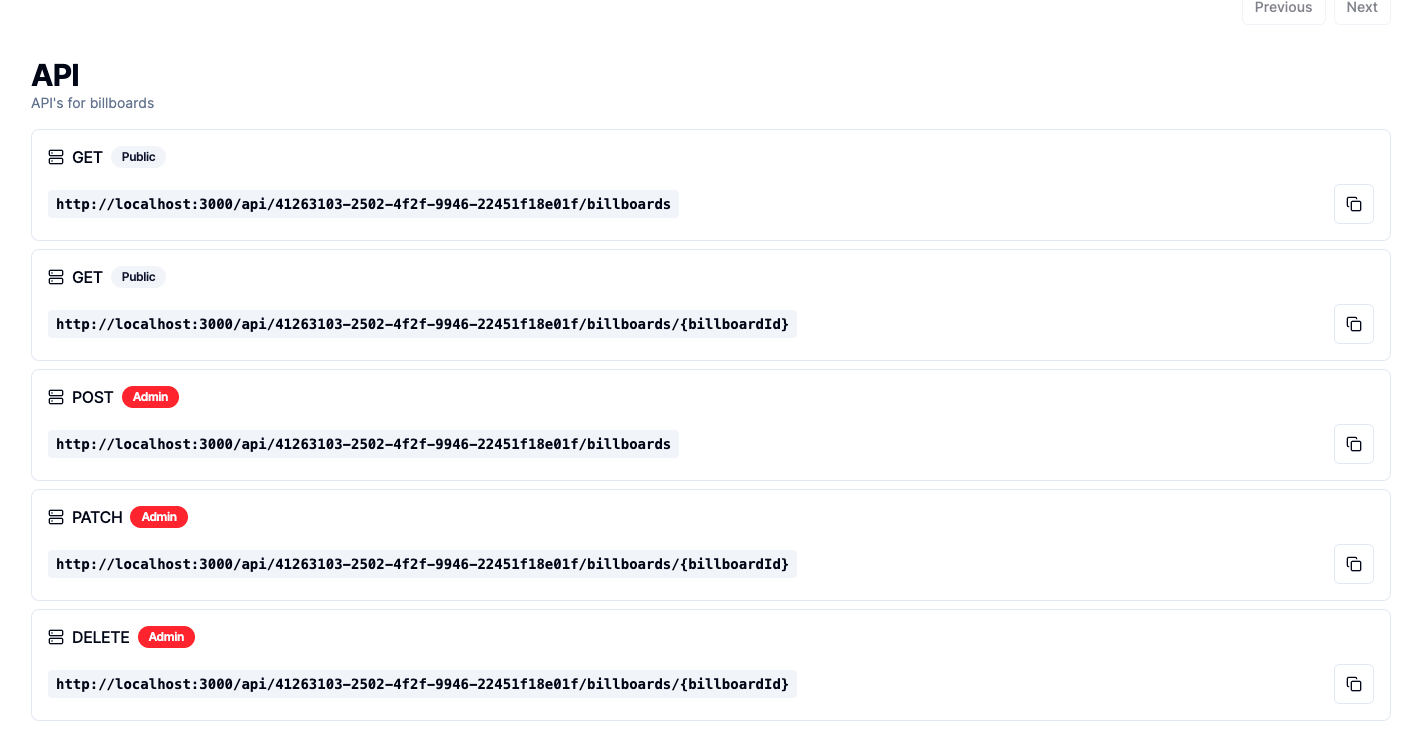 Previous Next
API
API's for billboards
GET Public
http://localhost:3000/api/41263103-2502-4f2f-9946-22451f18e01f/billboards
GET Public
http://localhost:3000/api/41263103-2502-4f2f-9946-22451f18e01f/billboards/{billboardId}
POST Admin
http://localhost:3000/api/41263103-2502-4f2f-9946-22451f18e01f/billboards
PATCH Admin
http://localhost:3000/api/41263103-2502-4f2f-9946-22451f18e01f/billboards/{billboardId}
DELETE Admin
http://localhost:3000/api/41263103-2502-4f2f-9946-22451f18e01f/billboards/{billboardId}